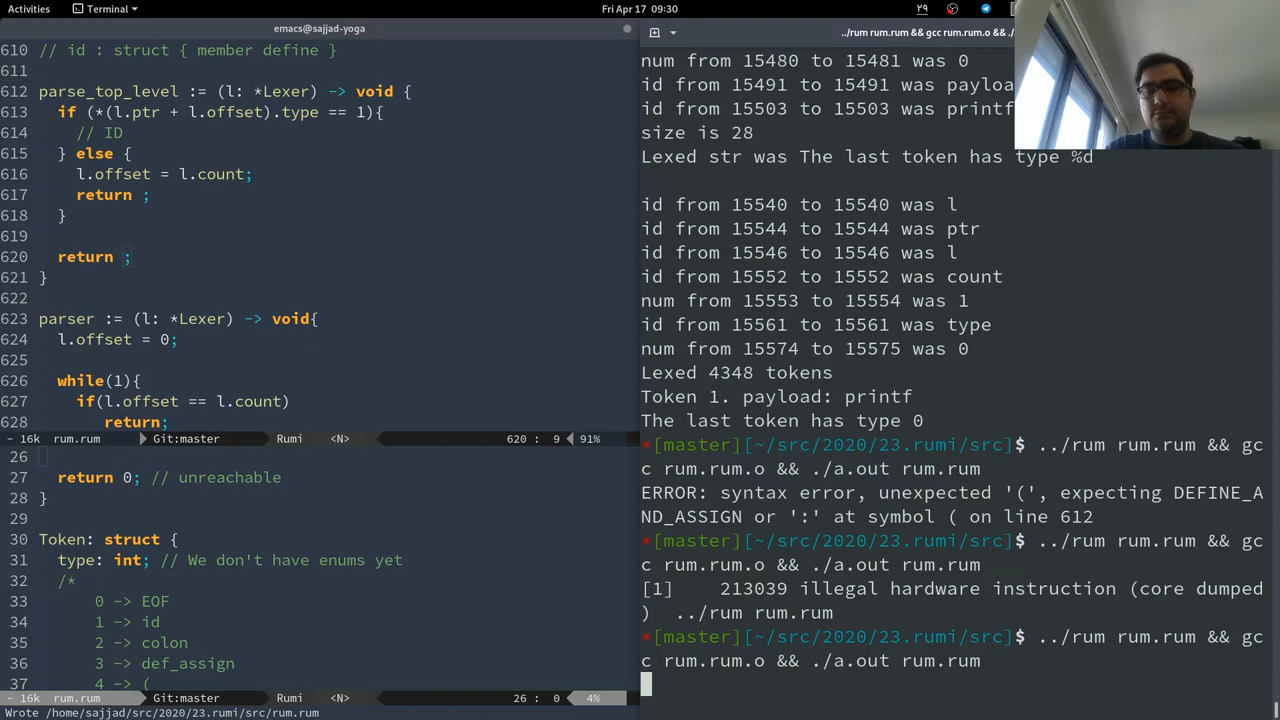 Activities
Terminal
Fri Apr 17 09:30
۲۹
emacs@sajjad-yoga
610 // id : struct { member define }
611
612 parse_top_level := (l: *Lexer) -> void {
613 if (*(l.ptr + l.offset).type == 1){
614 // ID
615 } else {
616 l.offset = l.count;
617 return ;
618 }
619
620 return ;
621 }
622
623 parser := (l: *Lexer) -> void{
624 l.offset = 0;
625
626 while(1){
627 if(l.offset == l.count)
628 return;
- 16k rum.rum Git:master Rumi <N> 620 : 9 91%
26
27 return 0; // unreachable
28 }
29
30 Token: struct {
31 type: int; // We don't have enums yet
32 /*
33 0 -> EOF
34 1 -> id
35 2 -> colon
36 3 -> def_assign
37 4 -> (
- 16k rum.rum Git:master Rumi <N> 26 : 0 4%
Wrote /home/sajjad/src/2020/23.rumi/src/rum.rum
../rum rum.rum && gcc rum.rum.o && ./
num from 15480 to 15481 was 0
id from 15491 to 15491 was payloa
id from 15503 to 15503 was printf
size is 28
Lexed str was The last token has type %d
id from 15540 to 15540 was l
id from 15544 to 15544 was ptr
id from 15546 to 15546 was l
id from 15552 to 15552 was count
num from 15553 to 15554 was 1
id from 15561 to 15561 was type
num from 15574 to 15575 was 0
Lexed 4348 tokens
Token 1. payload: printf
The last token has type 0
*[master][~/src/2020/23.rumi/src]$ ../rum rum.rum && gc
c rum.rum.o && ./a.out rum.rum
ERROR: syntax error, unexpected '(', expecting DEFINE_A
ND_ASSIGN or ':' at symbol ( on line 612
*[master][~/src/2020/23.rumi/src]$ ../rum rum.rum && gc
c rum.rum.o && ./a.out rum.rum
[1] 213039 illegal hardware instruction (core dumped
) ../rum rum.rum
*[master][~/src/2020/23.rumi/src]$ ../rum rum.rum && gc
c rum.rum.o && ./a.out rum.rum